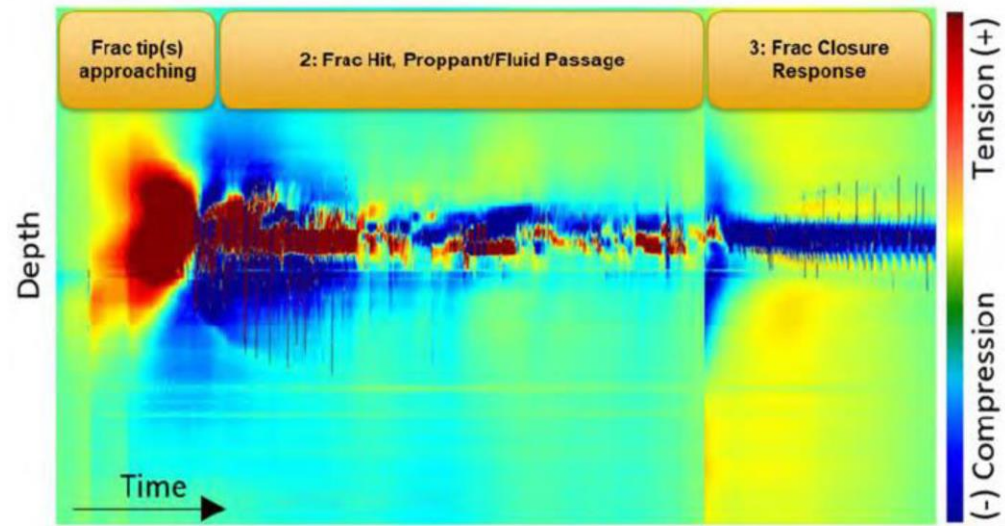 Frac tip(s)
approaching
2: Frac Hit, Proppant/Fluid Passage
3: Frac Closure
Response
Tension (+)
(-) Compression
Depth
Time